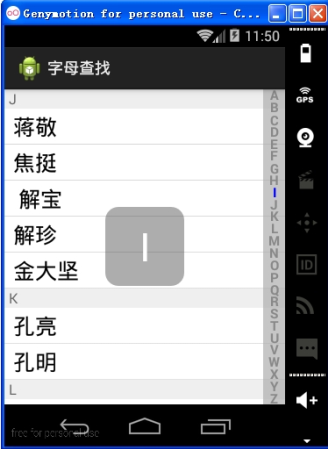 Genymotion for personal use - C...
11:50
字母查找
GPS
J
蒋敬
焦挺
解宝
解珍
金大坚
K
孔亮
孔明
L
I
A
B
C
D
E
F
G
H
I
J
K
L
M
N
O
P
Q
R
S
T
U
V
W
X
Y
Z
ID
free for personal use